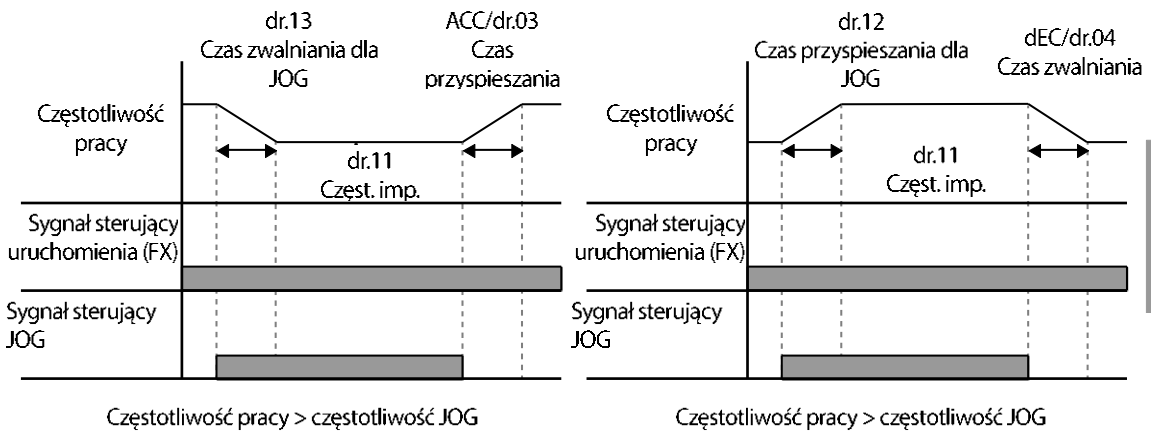 dr.13
Czas zwalniania dla
JOG
ACC/dr.03
Czas
przyspieszania
Częstotliwość
pracy
dr.11
Częst. imp.
Sygnał sterujący
uruchomienia (FX)
Sygnał sterujący
JOG
Częstotliwość pracy > częstotliwość JOG
dr.12
Czas przyspieszania dla
JOG
dEC/dr.04
Czas zwalniania
Częstotliwość
pracy
dr.11
Częst. imp.
Sygnał sterujący
uruchomienia (FX)
Sygnał sterujący
JOG
Częstotliwość pracy > częstotliwość JOG